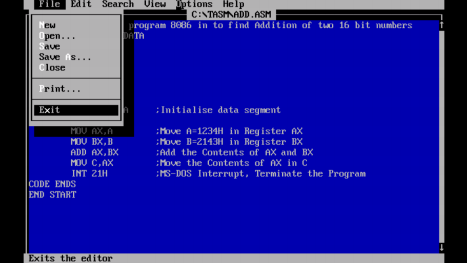 File Edit Search View Options Help
C:\TASM\ADD.ASM
program 8086 in to find Addition of two 16 bit numbers
DATA
New
Open...
Save
Save As...
Close
Print...
Exit
A ;Initialise data segment
MOV AX,A ;Move A=1234H in Register AX
MOV BX,B ;Move B=2143H in Register BX
ADD AX,BX ;Add the Contents of AX and BX
MOV C,AX ;Move the Contents of AX in C
INT 21H ;MS-DOS Interrupt, Terminate the Program
CODE ENDS
END START
Exits the editor